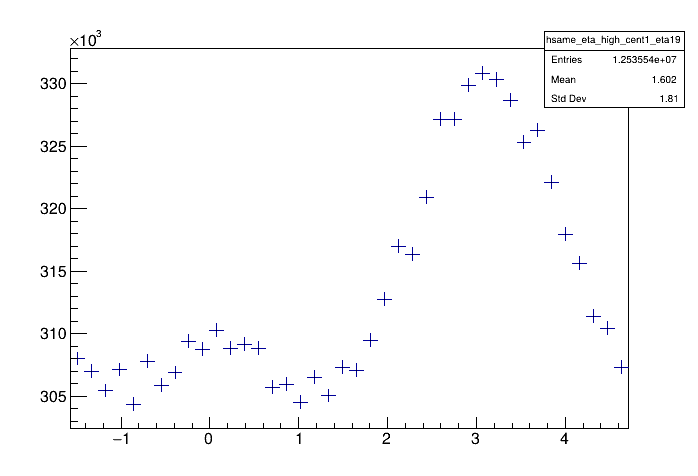 ×10³
hsame_eta_high_cent1_eta19
Entries 1.253554e+07
Mean 1.602
Std Dev 1.81
330
325
320
315
310
305
−1 0 1 2 3 4